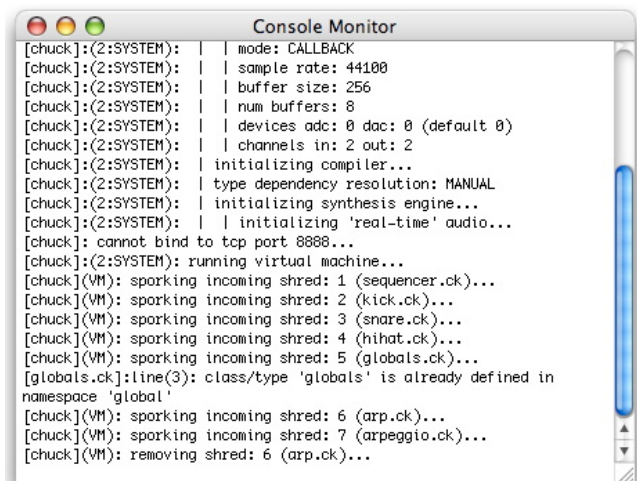 Console Monitor
[chuck]:(2:SYSTEM): | | mode: CALLBACK
[chuck]:(2:SYSTEM): | | sample rate: 44100
[chuck]:(2:SYSTEM): | | buffer size: 256
[chuck]:(2:SYSTEM): | | num buffers: 8
[chuck]:(2:SYSTEM): | | devices adc: 0 dac: 0 (default 0)
[chuck]:(2:SYSTEM): | | channels in: 2 out: 2
[chuck]:(2:SYSTEM): | initializing compiler...
[chuck]:(2:SYSTEM): | type dependency resolution: MANUAL
[chuck]:(2:SYSTEM): | initializing synthesis engine...
[chuck]:(2:SYSTEM): | | initializing 'real-time' audio...
[chuck]: cannot bind to tcp port 8888...
[chuck]:(2:SYSTEM): running virtual machine...
[chuck](VM): sporking incoming shred: 1 (sequencer.ck)...
[chuck](VM): sporking incoming shred: 2 (kick.ck)...
[chuck](VM): sporking incoming shred: 3 (snare.ck)...
[chuck](VM): sporking incoming shred: 4 (hihat.ck)...
[chuck](VM): sporking incoming shred: 5 (globals.ck)...
[globals.ck]:line(3): class/type 'globals' is already defined in
namespace 'global'
[chuck](VM): sporking incoming shred: 6 (arp.ck)...
[chuck](VM): sporking incoming shred: 7 (arpeggio.ck)...
[chuck](VM): removing shred: 6 (arp.ck)...